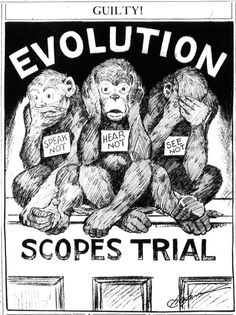 GUILTY!
EVOLUTION
SPEAK
NOT
HEAR
NOT
SEE
NOT
SCOPES TRIAL